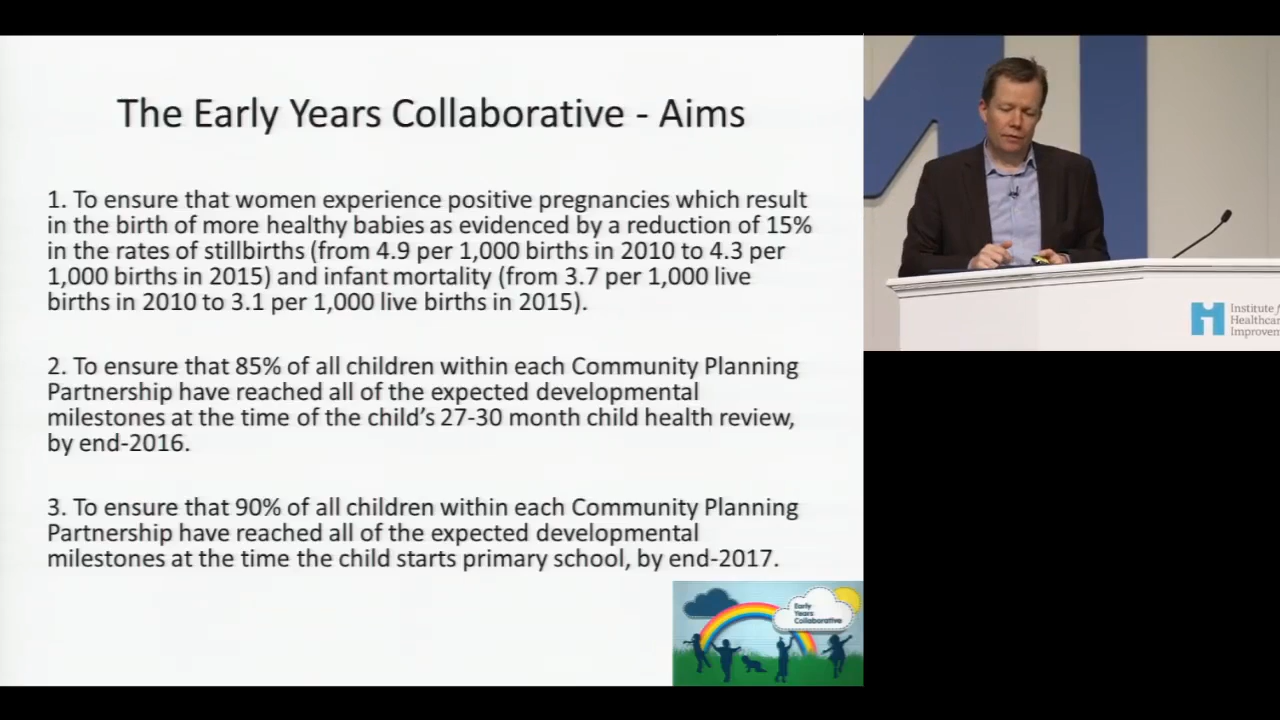 The Early Years Collaborative - Aims
1. To ensure that women experience positive pregnancies which result
in the birth of more healthy babies as evidenced by a reduction of 15%
in the rates of stillbirths (from 4.9 per 1,000 births in 2010 to 4.3 per
1,000 births in 2015) and infant mortality (from 3.7 per 1,000 live
births in 2010 to 3.1 per 1,000 live births in 2015).
2. To ensure that 85% of all children within each Community Planning
Partnership have reached all of the expected developmental
milestones at the time of the child's 27-30 month child health review,
by end-2016.
3. To ensure that 90% of all children within each Community Planning
Partnership have reached all of the expected developmental
milestones at the time the child starts primary school, by end-2017.
Early
Years
Collaborative
Institute
Healthcar
Improvem